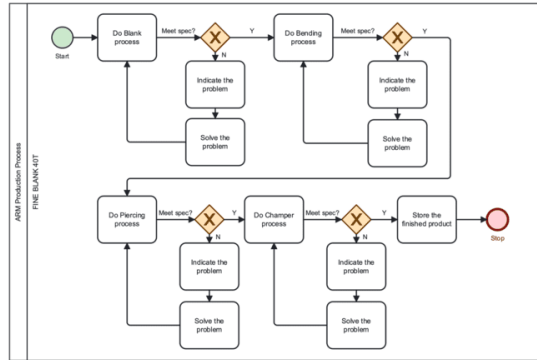 ARM Production Process
FINE BLANK 40T
Start
Do Blank
process
Meet spec?
Y
N
Indicate the
problem
Solve the
problem
Do Bending
process
Meet spec?
Y
N
Indicate the
problem
Solve the
problem
Do Piercing
process
Meet spec?
Y
N
Indicate the
problem
Solve the
problem
Do Champer
process
Meet spec?
Y
N
Indicate the
problem
Solve the
problem
Store the
finished product
Stop